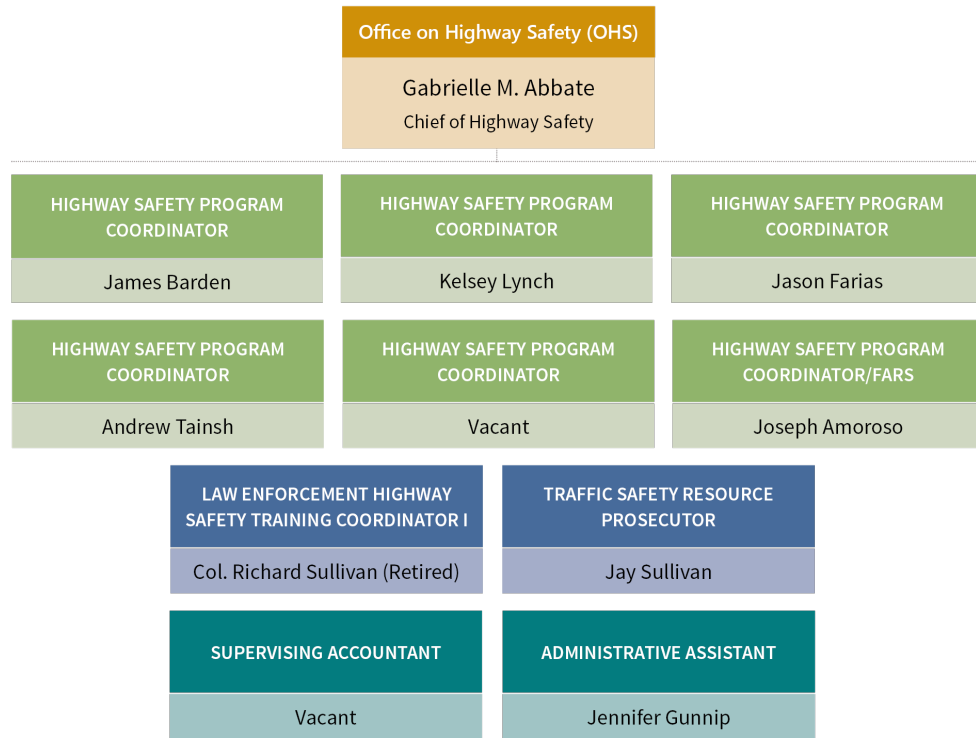 Office on Highway Safety (OHS)
Gabrielle M. Abbate
Chief of Highway Safety
HIGHWAY SAFETY PROGRAM
COORDINATOR
James Barden
HIGHWAY SAFETY PROGRAM
COORDINATOR
Kelsey Lynch
HIGHWAY SAFETY PROGRAM
COORDINATOR
Jason Farias
HIGHWAY SAFETY PROGRAM
COORDINATOR
Andrew Tainsh
HIGHWAY SAFETY PROGRAM
COORDINATOR
Vacant
HIGHWAY SAFETY PROGRAM
COORDINATOR/FARS
Joseph Amoroso
LAW ENFORCEMENT HIGHWAY
SAFETY TRAINING COORDINATOR I
Col. Richard Sullivan (Retired)
TRAFFIC SAFETY RESOURCE
PROSECUTOR
Jay Sullivan
SUPERVISING ACCOUNTANT
Vacant
ADMINISTRATIVE ASSISTANT
Jennifer Gunnip